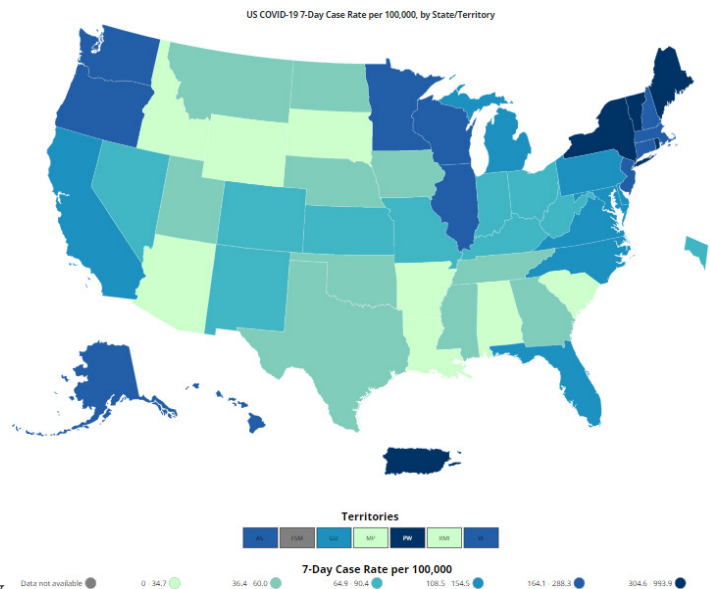 US COVID-19 7-Day Case Rate per 100,000, by State/Territory
Territories
AS FSM GU MP PW RMI VI
7-Day Case Rate per 100,000
Data not available 0 - 34.7 36.4 - 60.0 64.9 - 90.4 108.5 - 154.5 164.1 - 288.3 304.6 - 993.9